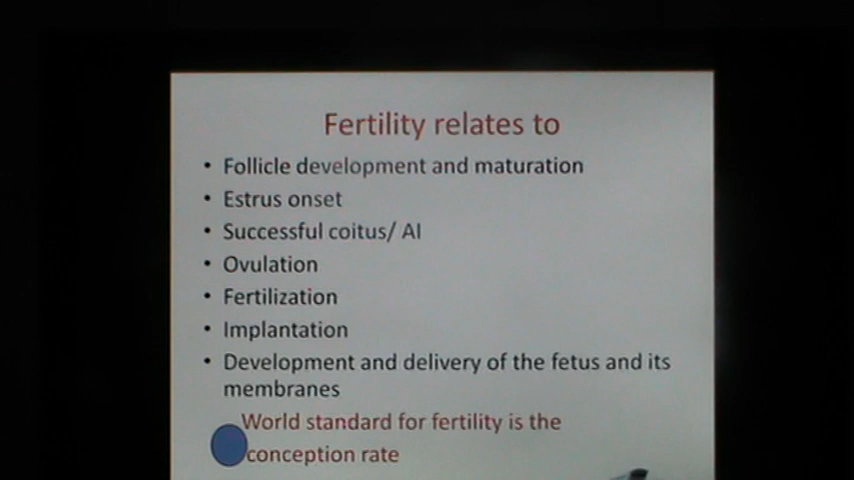 Fertility relates to
• Follicle development and maturation
• Estrus onset
• Successful coitus/ AI
• Ovulation
• Fertilization
• Implantation
• Development and delivery of the fetus and its
membranes
World standard for fertility is the
conception rate